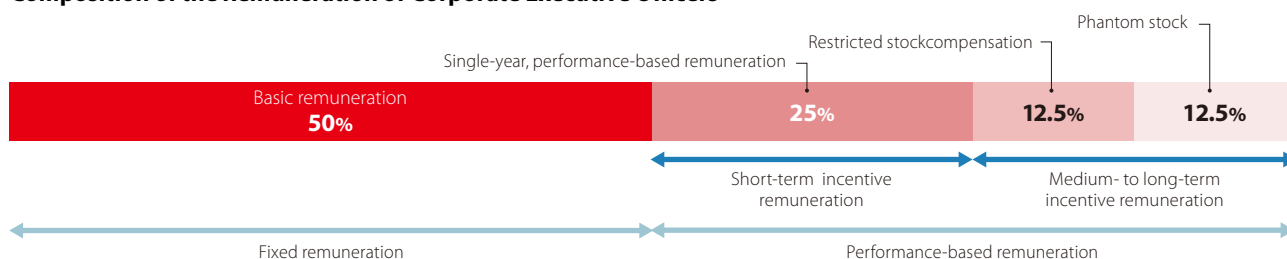 Phantom stock
Restricted stockcompensation
Single-year, performance-based remuneration
Basic remuneration
50%
25%
12.5%
12.5%
Short-term incentive
remuneration
Medium- to long-term
incentive remuneration
Fixed remuneration
Performance-based remuneration